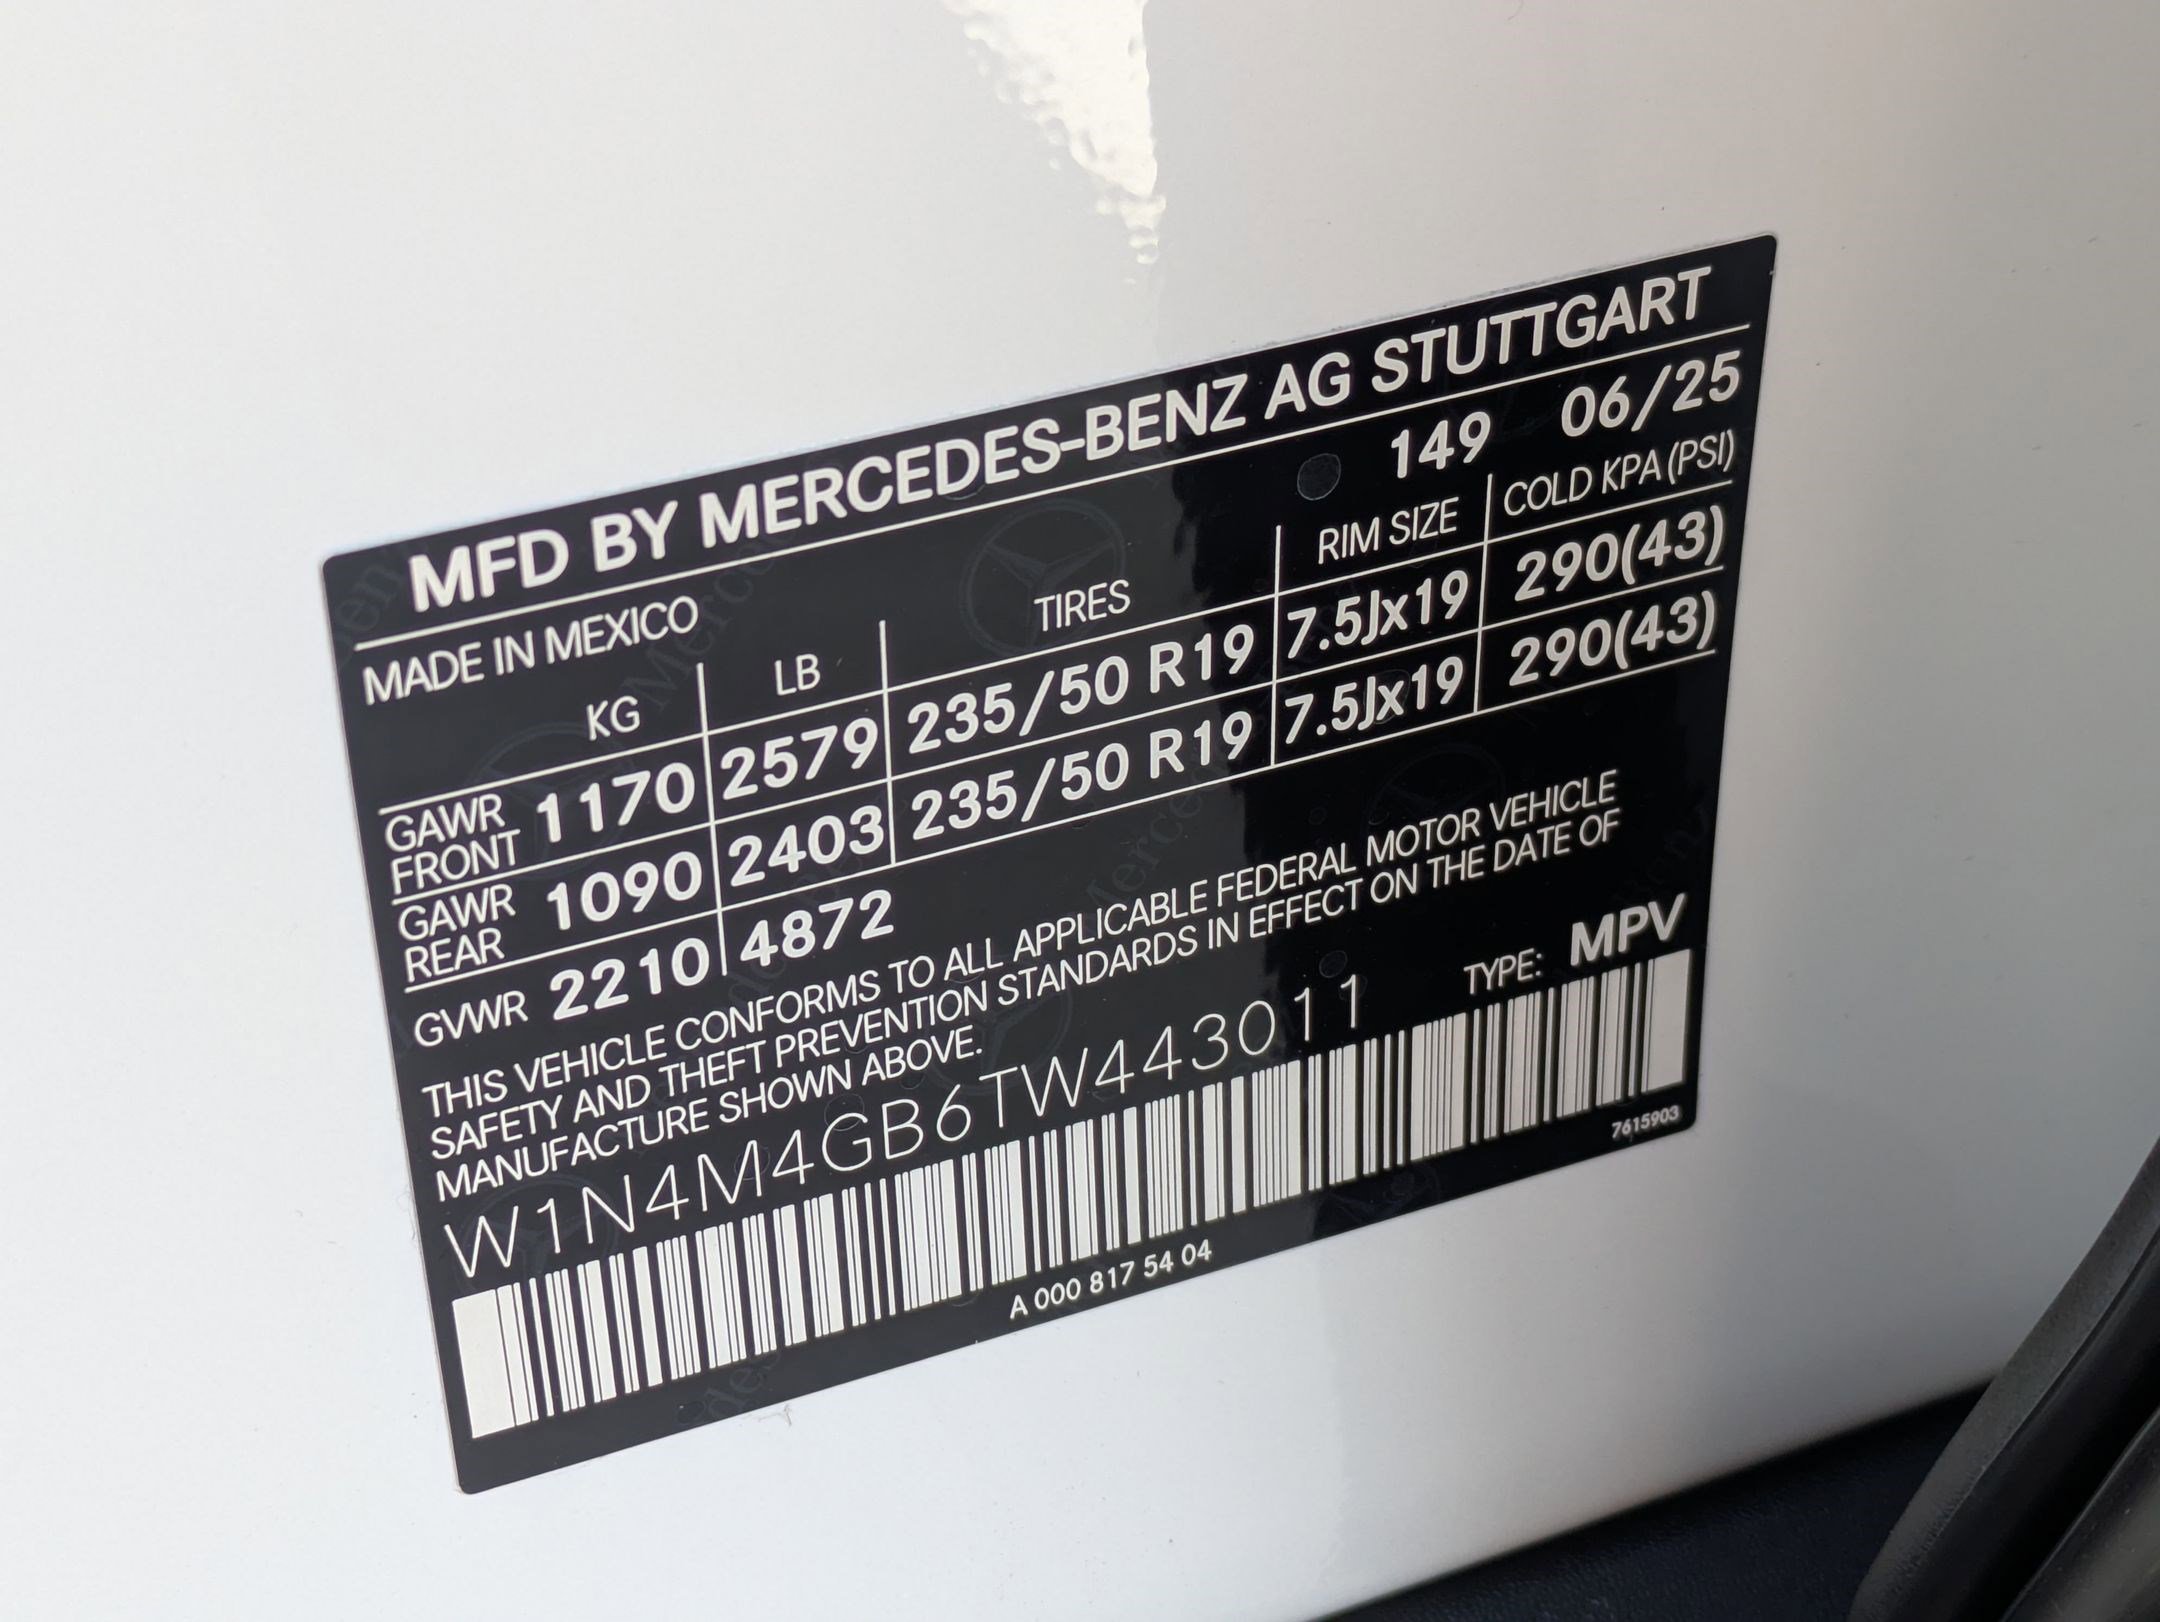 MFD BY MERCEDES-BENZ AG STUTTGART
MADE IN MEXICO 149 06/25
KG LB TIRES RIM SIZE COLD KPA (PSI)
GAWR FRONT 1170 2579 235/50 R19 7.5Jx19 290(43)
GAWR REAR 1090 2403 235/50 R19 7.5Jx19 290(43)
GVWR 2210 4872
THIS VEHICLE CONFORMS TO ALL APPLICABLE FEDERAL MOTOR VEHICLE
SAFETY AND THEFT PREVENTION STANDARDS IN EFFECT ON THE DATE OF
MANUFACTURE SHOWN ABOVE.
W1N4M4GB6TW443011 TYPE: MPV
7615903
A 000 817 54 04